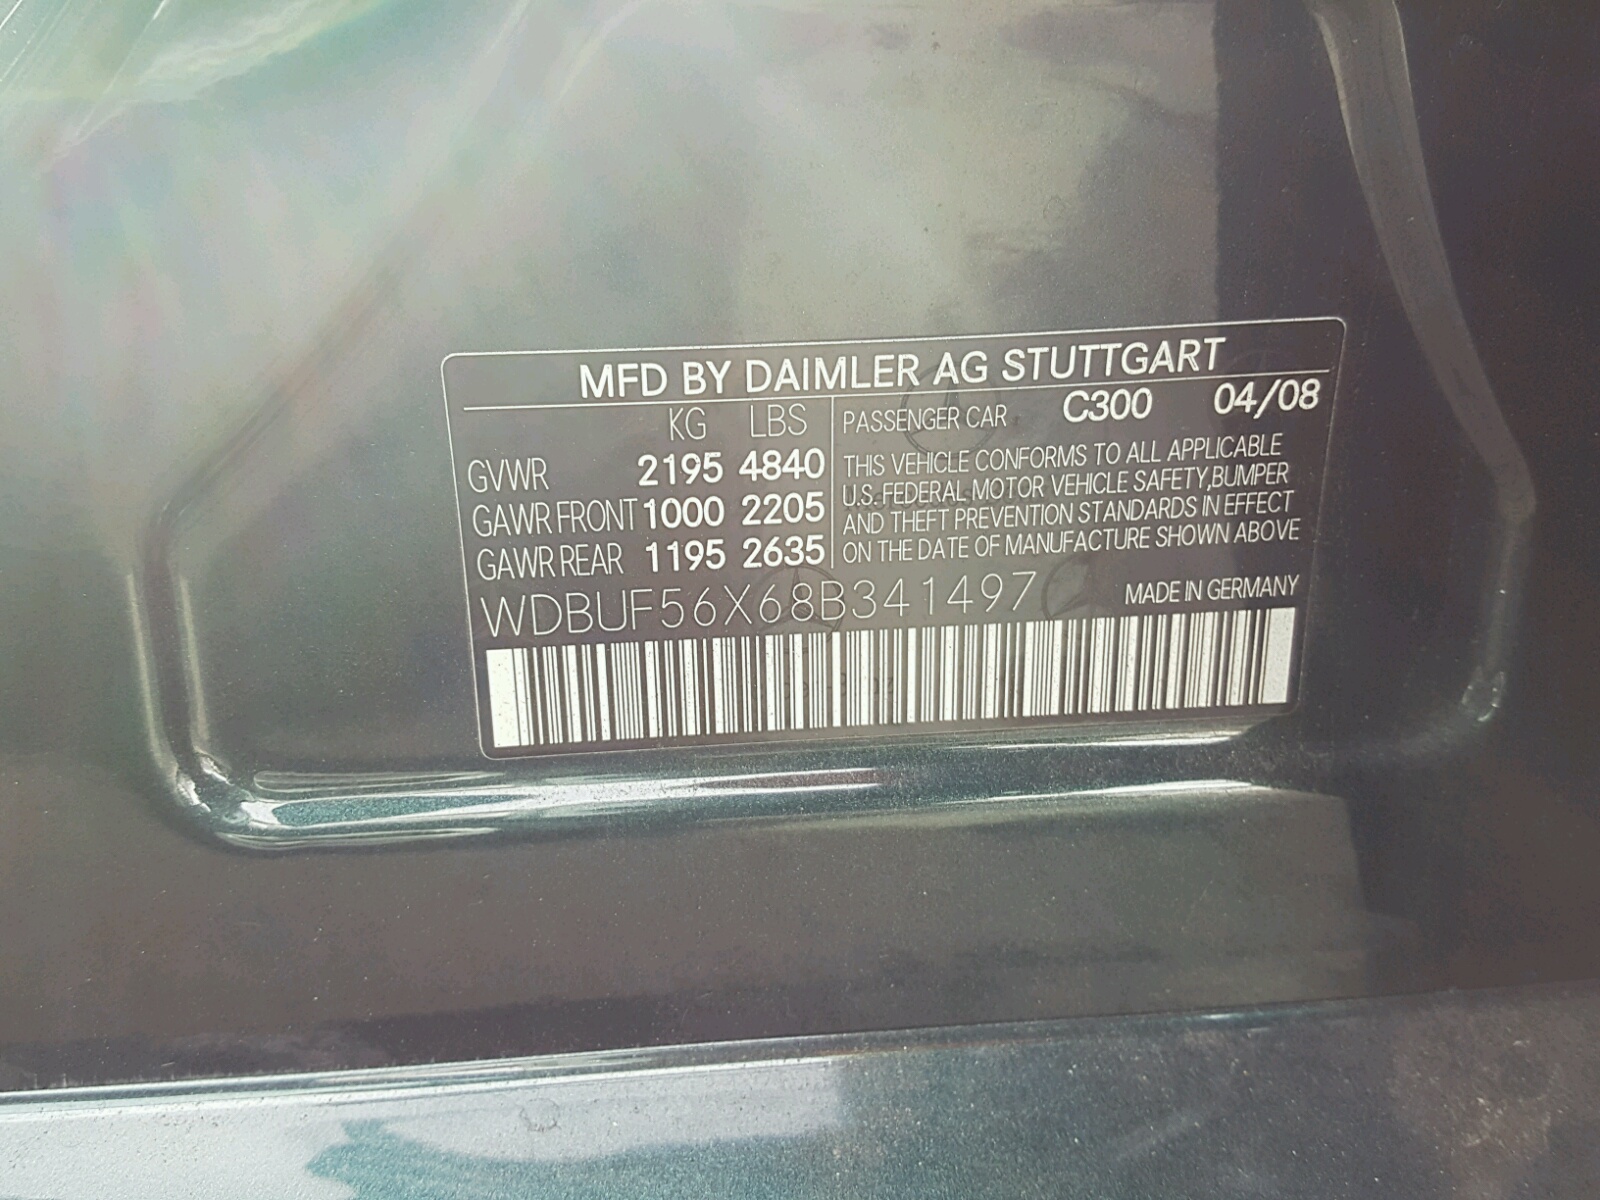 MFD BY DAIMLER AG STUTTGART
KG LBS
GVWR 2195 4840
GAWR FRONT 1000 2205
GAWR REAR 1195 2635
PASSENGER CAR C300 04/08
THIS VEHICLE CONFORMS TO ALL APPLICABLE
U.S. FEDERAL MOTOR VEHICLE SAFETY, BUMPER
AND THEFT PREVENTION STANDARDS IN EFFECT
ON THE DATE OF MANUFACTURE SHOWN ABOVE
WDBUF56X68B341497 MADE IN GERMANY